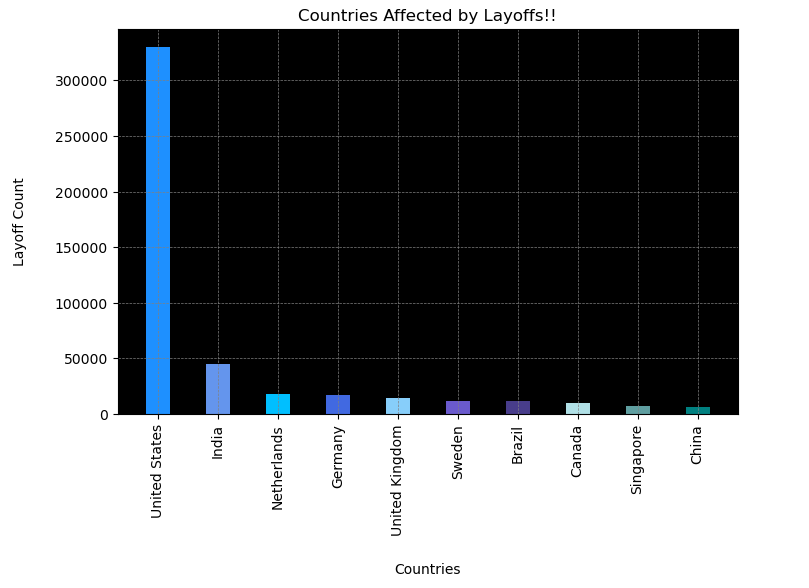 Countries Affected by Layoffs!!
Layoff Count
300000
250000
200000
150000
100000
50000
0
United States
India
Netherlands
Germany
United Kingdom
Sweden
Brazil
Canada
Singapore
China
Countries